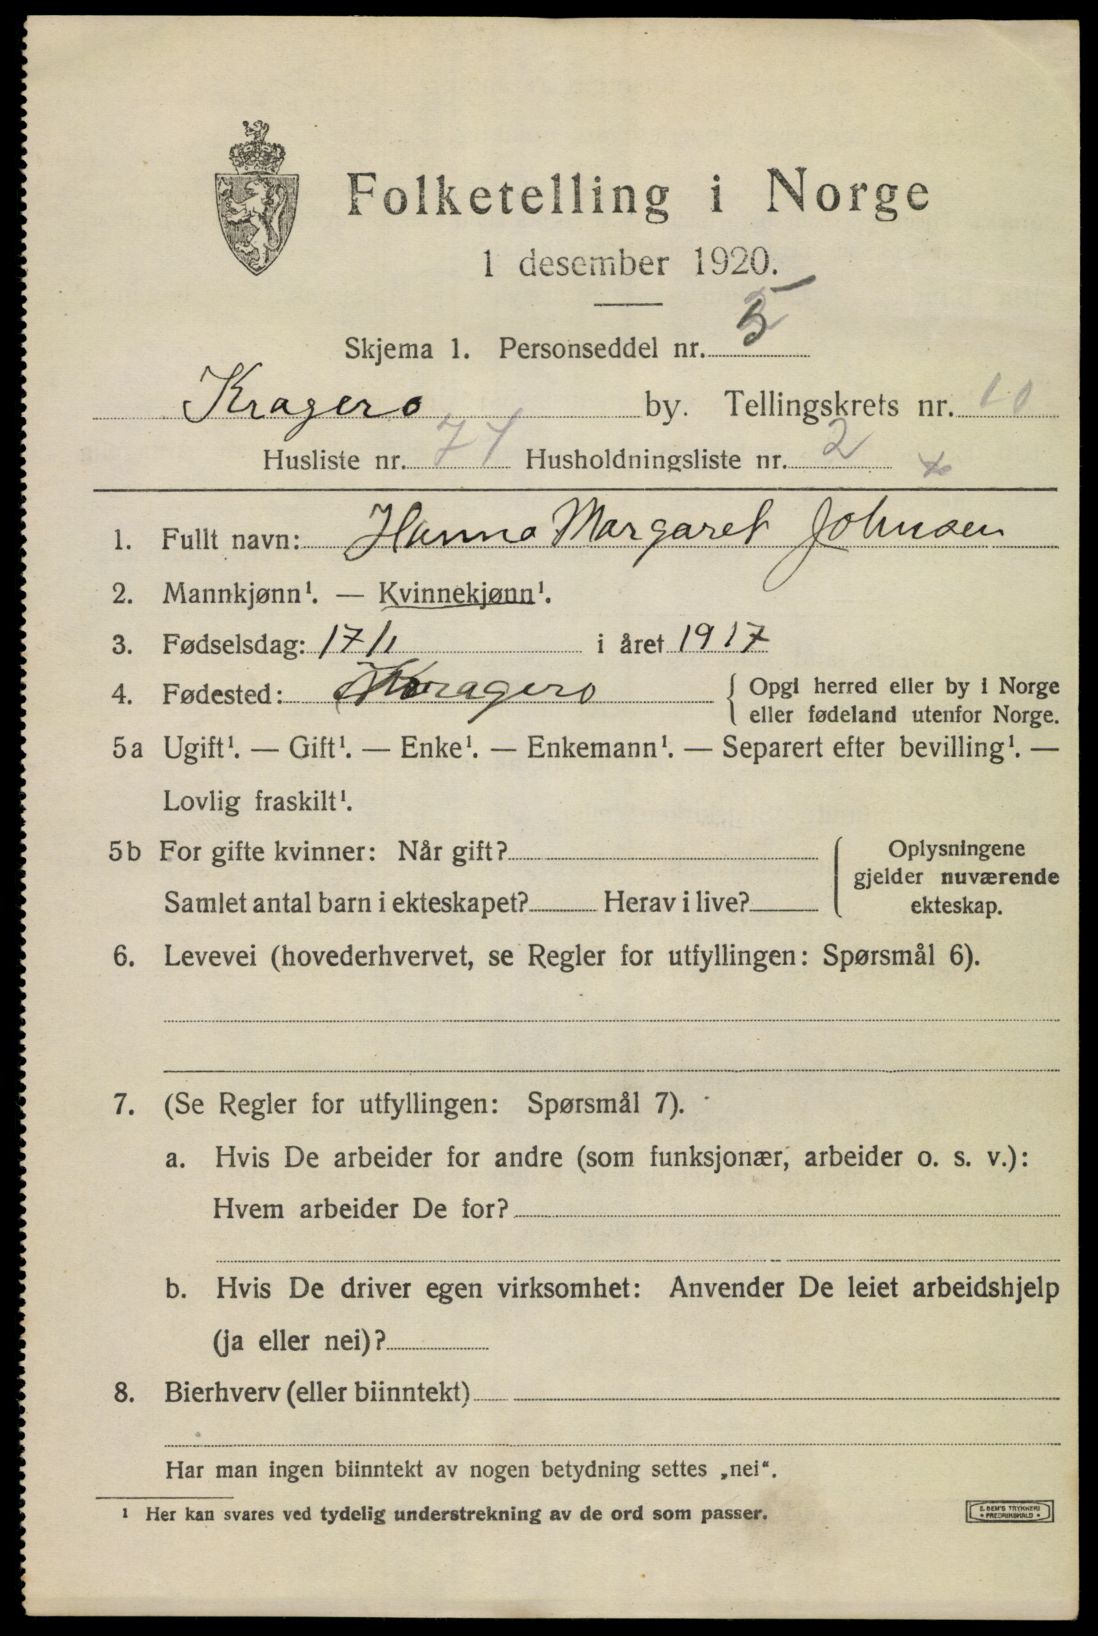 Folketelling i Norge
1 desember 1920.
Skjema 1. Personseddel nr. 5
Kragerø by. Tellingskrets nr. 10
Husliste nr. 71 Husholdningsliste nr. 2 x
1. Fullt navn: Hanna Margaret Johnsen
2. Mannkjønn¹. — Kvinnekjønn¹.
3. Fødselsdag: 17/1 i året 1917
4. Fødested: Kragerø { Opgi herred eller by i Norge
eller fødeland utenfor Norge.
5a Ugift¹. — Gift¹. — Enke¹. — Enkemann¹. — Separert efter bevilling¹. —
Lovlig fraskilt¹.
5b For gifte kvinner: Når gift? Oplysningene
gjelder nuværende
Samlet antal barn i ekteskapet? Herav i live? ekteskap.
6. Levevei (hovederhvervet, se Regler for utfyllingen: Spørsmål 6).
7. (Se Regler for utfyllingen: Spørsmål 7).
a. Hvis De arbeider for andre (som funksjonær, arbeider o. s. v.):
Hvem arbeider De for?
b. Hvis De driver egen virksomhet: Anvender De leiet arbeidshjelp
(ja eller nei)?
8. Bierhverv (eller biinntekt)
Har man ingen biinntekt av nogen betydning settes „nei“.
¹ Her kan svares ved tydelig understrekning av de ord som passer.
E. SEM'S TRYKKERI
• FREDRIKSHALD •